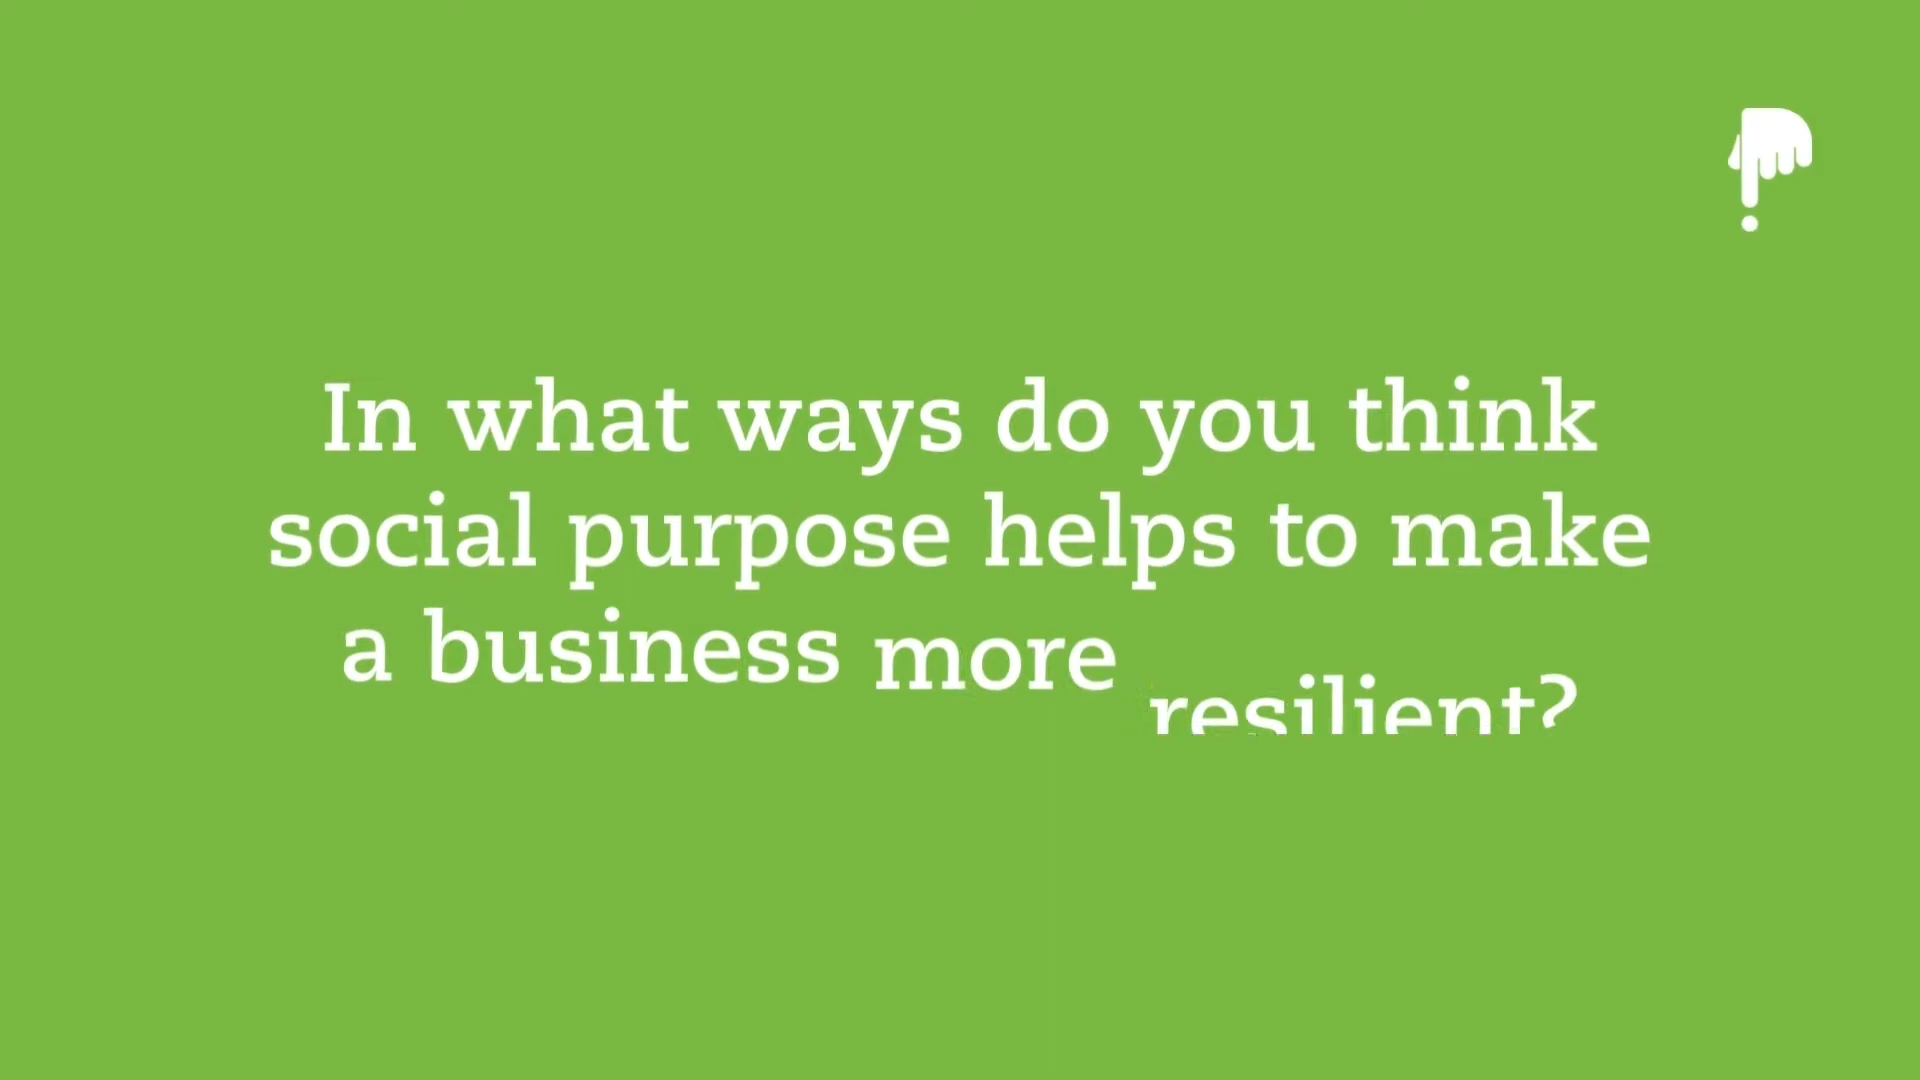 In what ways do you think
social purpose helps to make
a business more resilient?